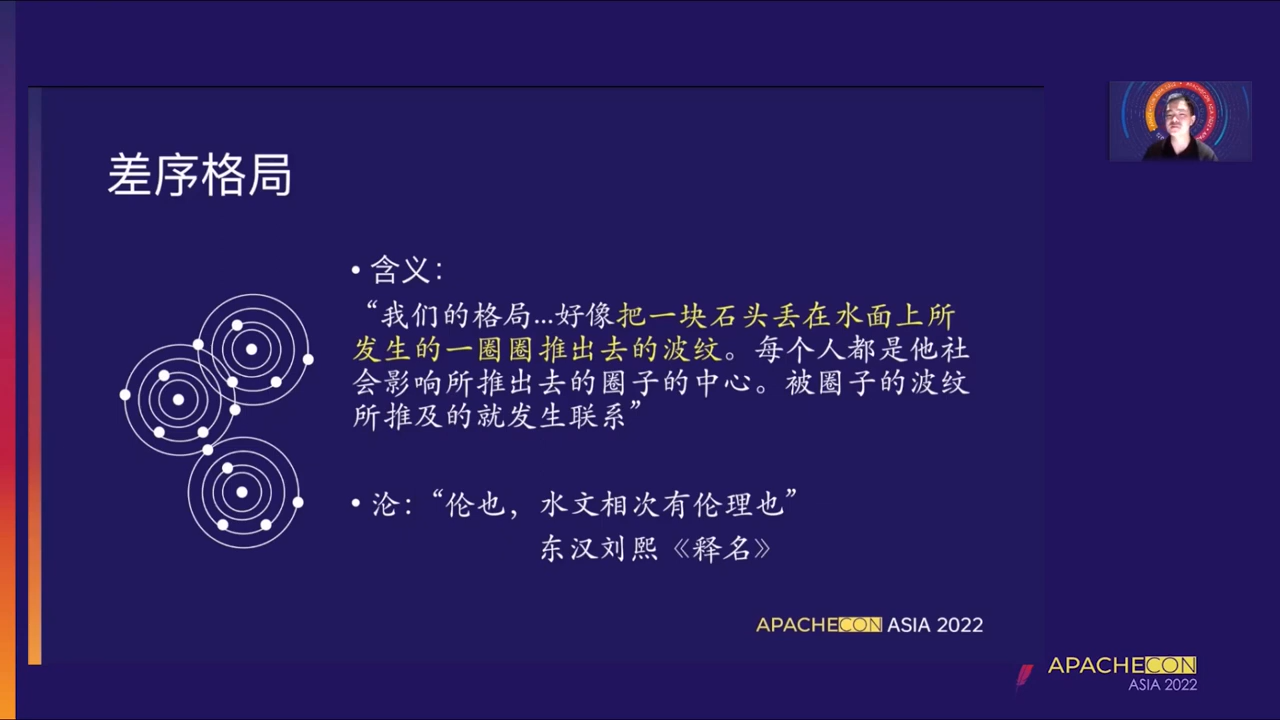 差序格局
• 含义：
“我们的格局...好像把一块石头丢在水面上所
发生的一圈圈推出去的波纹。每个人都是他社
会影响所推出去的圈子的中心。被圈子的波纹
所推及的就发生联系”
• 沦：“伦也，水文相次有伦理也”
东汉刘熙《释名》
APACHECON ASIA 2022
APACHECON
ASIA 2022